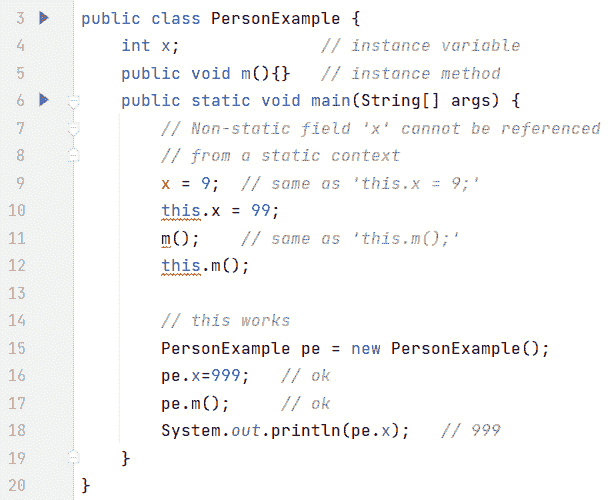 3 public class PersonExample {
4 int x; // instance variable
5 public void m(){} // instance method
6 public static void main(String[] args) {
7 // Non-static field 'x' cannot be referenced
8 // from a static context
9 x = 9; // same as 'this.x = 9;'
10 this.x = 99;
11 m(); // same as 'this.m();'
12 this.m();
13
14 // this works
15 PersonExample pe = new PersonExample();
16 pe.x=999; // ok
17 pe.m(); // ok
18 System.out.println(pe.x); // 999
19 }
20 }